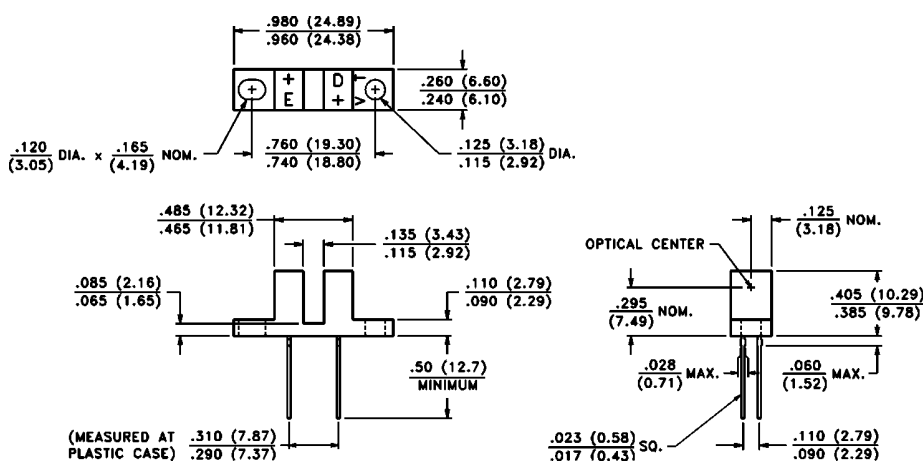 .980 (24.89)
.960 (24.38)
+ D
E + V T
.260 (6.60)
.240 (6.10)
.120 DIA. x .165 NOM.
(3.05) (4.19)
.760 (19.30)
.740 (18.80)
.125 (3.18) DIA.
.115 (2.92)
.485 (12.32)
.465 (11.81)
.135 (3.43)
.115 (2.92)
.125 NOM.
(3.18)
OPTICAL CENTER
.085 (2.16)
.065 (1.65)
.110 (2.79)
.090 (2.29)
.295 NOM.
(7.49)
.405 (10.29)
.385 (9.78)
.50 (12.7)
MINIMUM
.028 MAX.
(0.71)
.060 MAX.
(1.52)
(MEASURED AT
PLASTIC CASE)
.310 (7.87)
.290 (7.37)
.023 (0.58) SQ.
.017 (0.43)
.110 (2.79)
.090 (2.29)